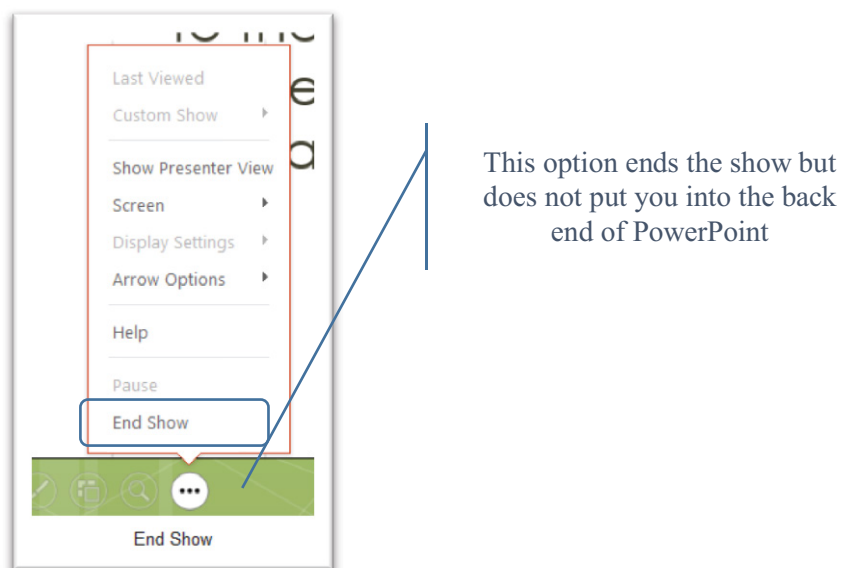 Last Viewed
Custom Show
Show Presenter View
Screen
Display Settings
Arrow Options
Help
Pause
End Show
End Show
This option ends the show but
does not put you into the back
end of PowerPoint